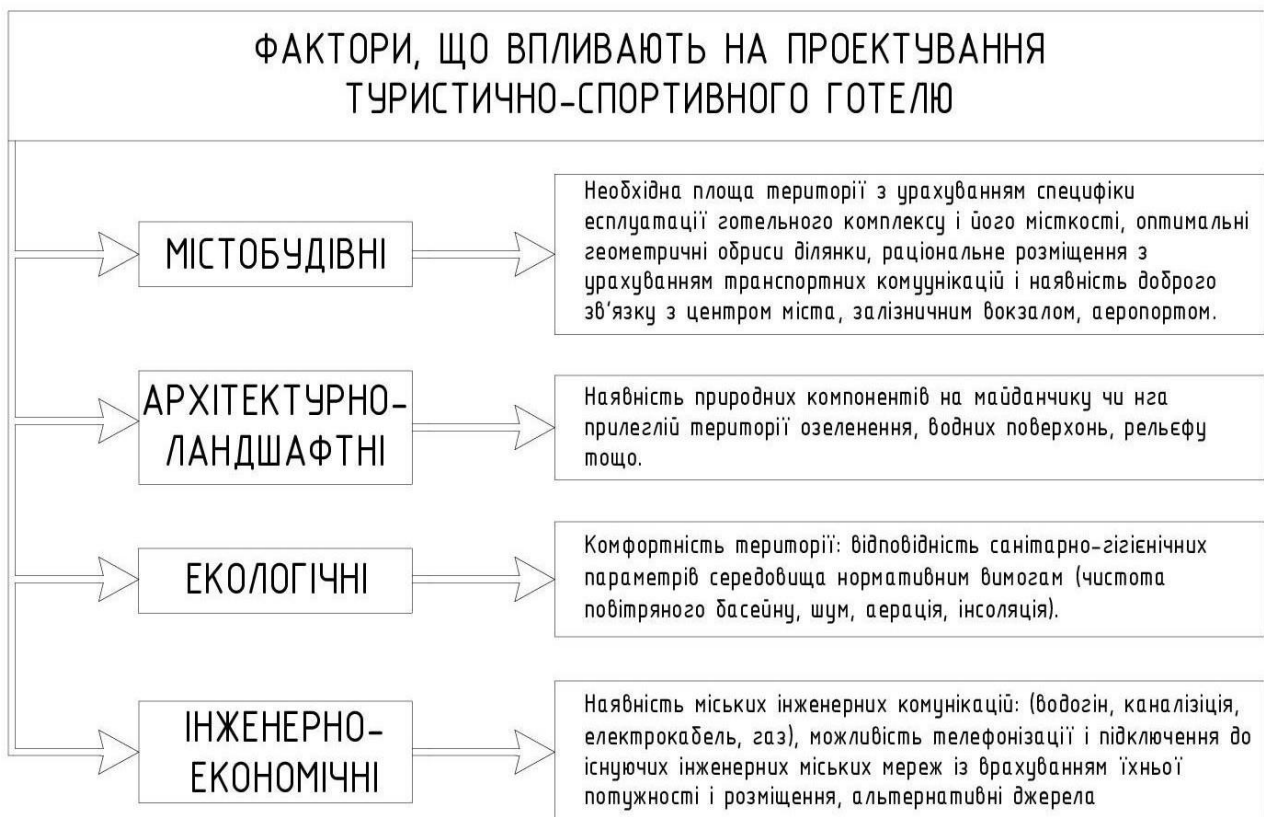 ФАКТОРИ, ЩО ВПЛИВАЮТЬ НА ПРОЕКТУВАННЯ
ТУРИСТИЧНО-СПОРТИВНОГО ГОТЕЛЮ
МІСТОБУДІВНІ
Необхідна площа території з урахуванням специфіки
есплуатації готельного комплексу і його місткості, оптимальні
геометричні обриси ділянки, раціональне розміщення з
урахуванням транспортних комуунікацій і наявність доброго
зв'язку з центром міста, залізничним вокзалом, аеропортом.
АРХІТЕКТУРНО-
ЛАНДШАФТНІ
Наявність природних компонентів на майданчику чи нга
прилеглій території озеленення, водних поверхонь, рельєфу
тощо.
ЕКОЛОГІЧНІ
Комфортність території: відповідність санітарно-гігієнічних
параметрів середовища нормативним вимогам (чистота
повітряного басейну, шум, аерація, інсоляція).
ІНЖЕНЕРНО-
ЕКОНОМІЧНІ
Наявність міських інженерних комунікацій: (водогін, каналізіція,
електрокабель, газ), можливість телефонізації і підключення до
існуючих інженерних міських мереж із врахуванням їхньої
потужності і розміщення, альтернативні джерела